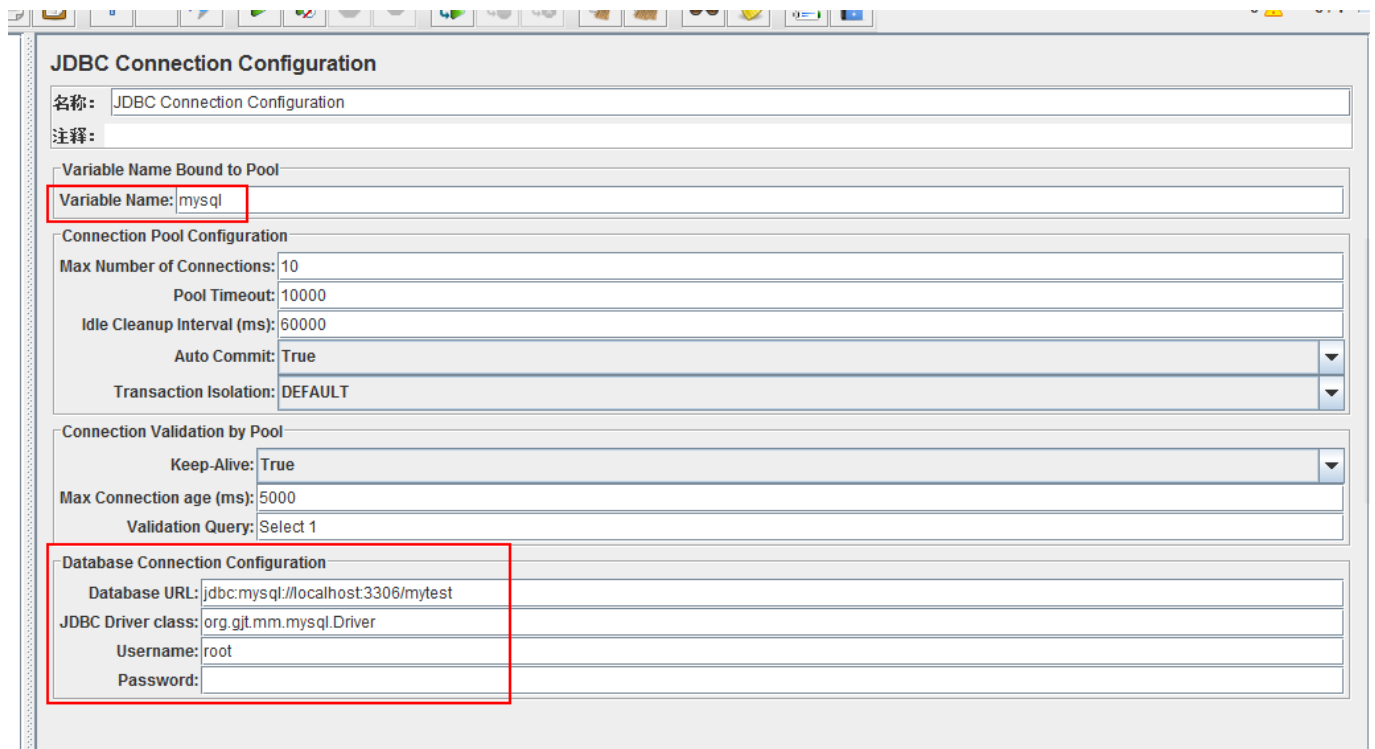 JDBC Connection Configuration
名称： JDBC Connection Configuration
注释：
Variable Name Bound to Pool
Variable Name: mysql
Connection Pool Configuration
Max Number of Connections: 10
Pool Timeout: 10000
Idle Cleanup Interval (ms): 60000
Auto Commit: True
Transaction Isolation: DEFAULT
Connection Validation by Pool
Keep-Alive: True
Max Connection age (ms): 5000
Validation Query: Select 1
Database Connection Configuration
Database URL: jdbc:mysql://localhost:3306/mytest
JDBC Driver class: org.gjt.mm.mysql.Driver
Username: root
Password: